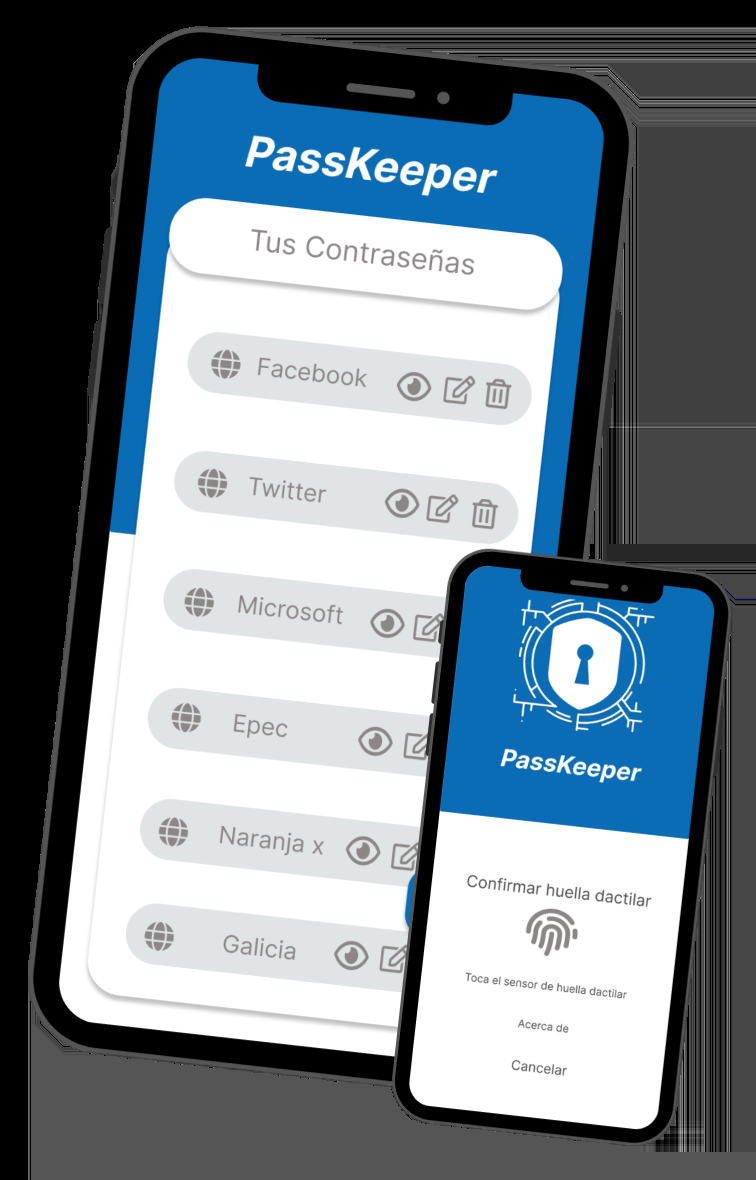 PassKeeper
Tus Contraseñas
Facebook
Twitter
Microsoft
Epec
Naranja x
Galicia
PassKeeper
Confirmar huella dactilar
Toca el sensor de huella dactilar
Acerca de
Cancelar